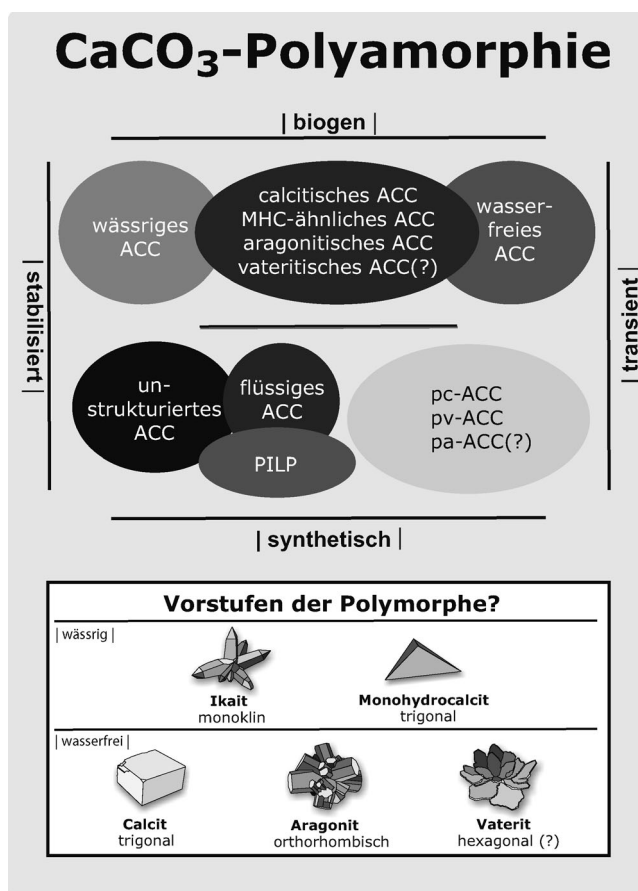 CaCO₃-Polyamorphie
| biogen |
wässriges
ACC
calcitisches ACC
MHC-ähnliches ACC
aragonitisches ACC
vateritisches ACC(?)
wasser-
freies
ACC
| stabilisiert |
| transient |
un-
strukturiertes
ACC
flüssiges
ACC
PILP
pc-ACC
pv-ACC
pa-ACC(?)
| synthetisch |
Vorstufen der Polymorphe?
| wässrig |
Ikait
monoklin
Monohydrocalcit
trigonal
| wasserfrei |
Calcit
trigonal
Aragonit
orthorhombisch
Vaterit
hexagonal (?)